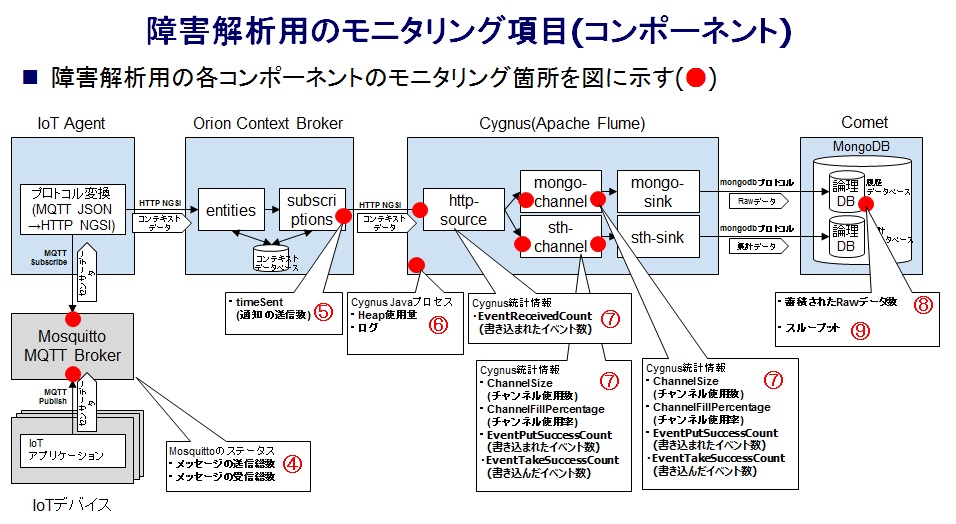 障害解析用のモニタリング項目(コンポーネント)
■ 障害解析用の各コンポーネントのモニタリング箇所を図に示す(●)
IoT Agent
Orion Context Broker
Cygnus(Apache Flume)
Comet
MongoDB
プロトコル変換
(MQTT JSON
→HTTP NGSI)
HTTP NGSI
コンテキスト
データ
entities
subscri
ptions
コンテキスト
データベース
HTTP NGSI
コンテキスト
データ
http-
source
mongo-
channel
mongo-
sink
sth-
channel
sth-sink
mongodbプロトコル
Rawデータ
mongodbプロトコル
累計データ
論理
DB
履歴
データベース
論理
DB
データベース
MQTT
Subscribe
センサデータ
Mosquitto
MQTT Broker
MQTT
Publish
センサデータ
IoT
アプリケーション
IoTデバイス
Mosquittoのステータス
・メッセージの送信総数
・メッセージの受信総数
④
・timeSent
(通知の送信数)
⑤
Cygnus Javaプロセス
・Heap使用量
・ログ
⑥
Cygnus統計情報
・EventReceivedCount
(書き込まれたイベント数)
⑦
Cygnus統計情報
・ChannelSize
(チャンネル使用数)
・ChannelFillPercentage
(チャンネル使用率)
・EventPutSuccessCount
(書き込まれたイベント数)
・EventTakeSuccessCount
(書き込んだイベント数)
⑦
Cygnus統計情報
・ChannelSize
(チャンネル使用数)
・ChannelFillPercentage
(チャンネル使用率)
・EventPutSuccessCount
(書き込まれたイベント数)
・EventTakeSuccessCount
(書き込んだイベント数)
⑦
・蓄積されたRawデータ数
⑧
・スループット
⑨